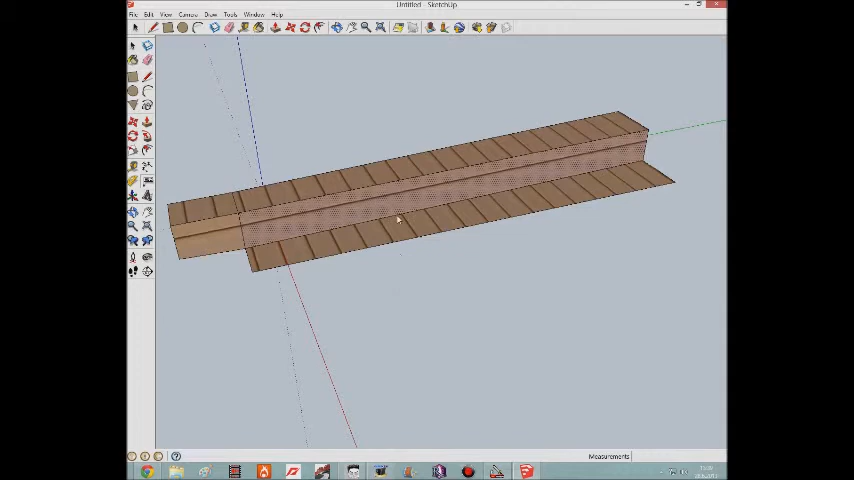 Untitled - SketchUp
File Edit View Camera Draw Tools Window Help
Measurements